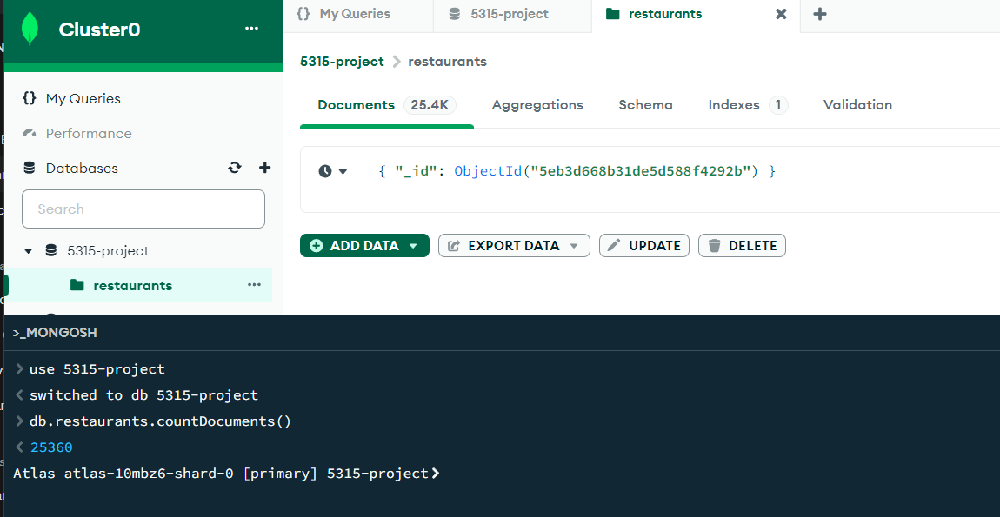 Cluster0
My Queries
Performance
Databases
Search
5315-project
restaurants
{} My Queries
5315-project
restaurants
5315-project > restaurants
Documents 25.4K
Aggregations
Schema
Indexes 1
Validation
{ "_id": ObjectId("5eb3d668b31de5d588f4292b") }
ADD DATA
EXPORT DATA
UPDATE
DELETE
>_MONGOSH
> use 5315-project
< switched to db 5315-project
> db.restaurants.countDocuments()
< 25360
Atlas atlas-10mbz6-shard-0 [primary] 5315-project>